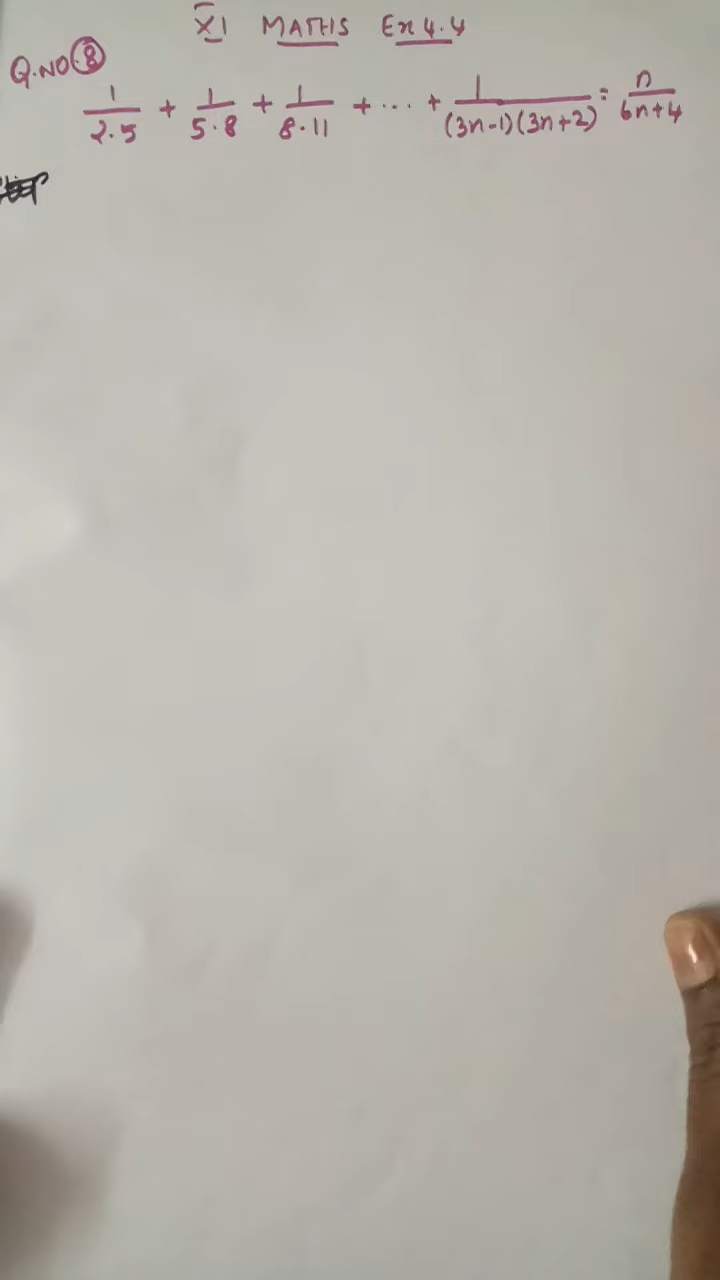 XI MATHS Ex 4.4
Q.NO 8
1/2.5 + 1/5.8 + 1/8.11 + ... + 1/(3n-1)(3n+2) = n/6n+4